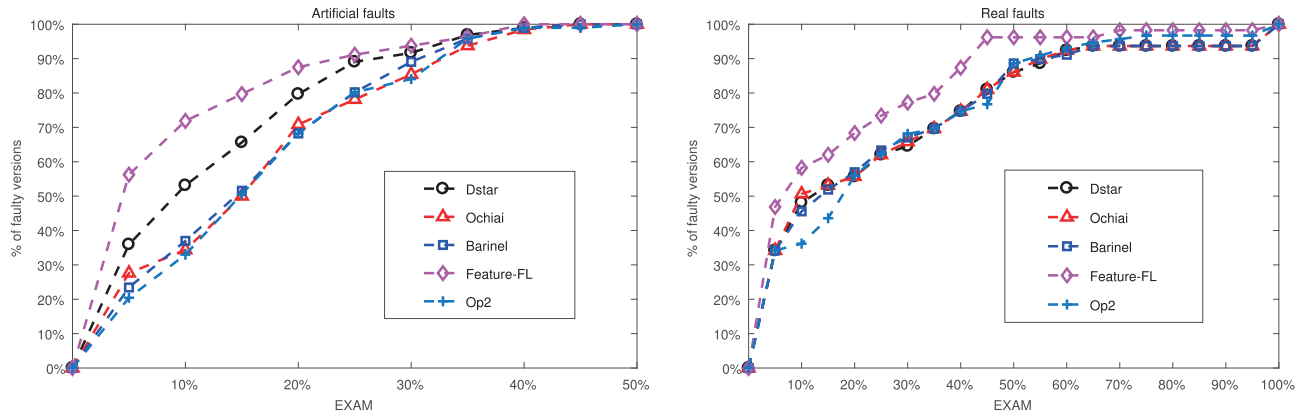 Artificial faults
100%
90%
80%
70%
60%
50%
40%
30%
20%
10%
0%
% of faulty versions
10%
20%
30%
40%
50%
EXAM
Dstar
Ochiai
Barinel
Feature-FL
Op2
Real faults
100%
90%
80%
70%
60%
50%
40%
30%
20%
10%
0%
% of faulty versions
10%
20%
30%
40%
50%
60%
70%
80%
90%
100%
EXAM
Dstar
Ochiai
Barinel
Feature-FL
Op2